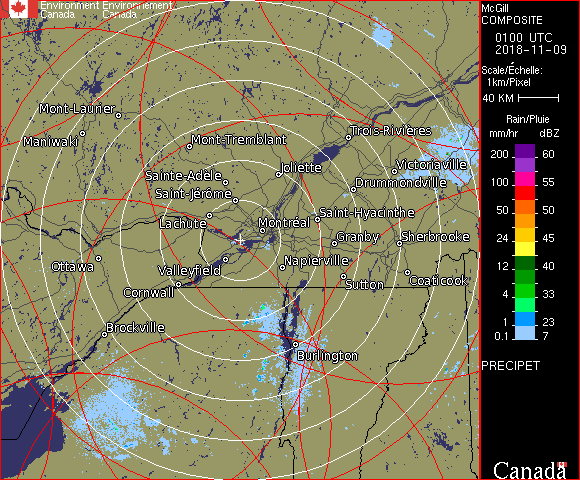 Environment Environnement
Canada Canada
McGill
COMPOSITE
0100 UTC
2018-11-09
Scale/Échelle:
1km/Pixel
40 KM
Rain/Pluie
mm/hr dBZ
200 60
150 57
100 55
50 50
24 45
12 40
4 33
1 23
0.1 7
PRECIPET
Canada
Mont-Laurier
Maniwaki
Mont-Tremblant
Trois-Rivières
Sainte-Adèle
Joliette
Victoriaville
Saint-Jérôme
Drummondville
Lachute
Montréal
Saint-Hyacinthe
Granby
Sherbrooke
Ottawa
Valleyfield
Napierville
Cornwall
Sutton
Coaticook
Brockville
Burlington